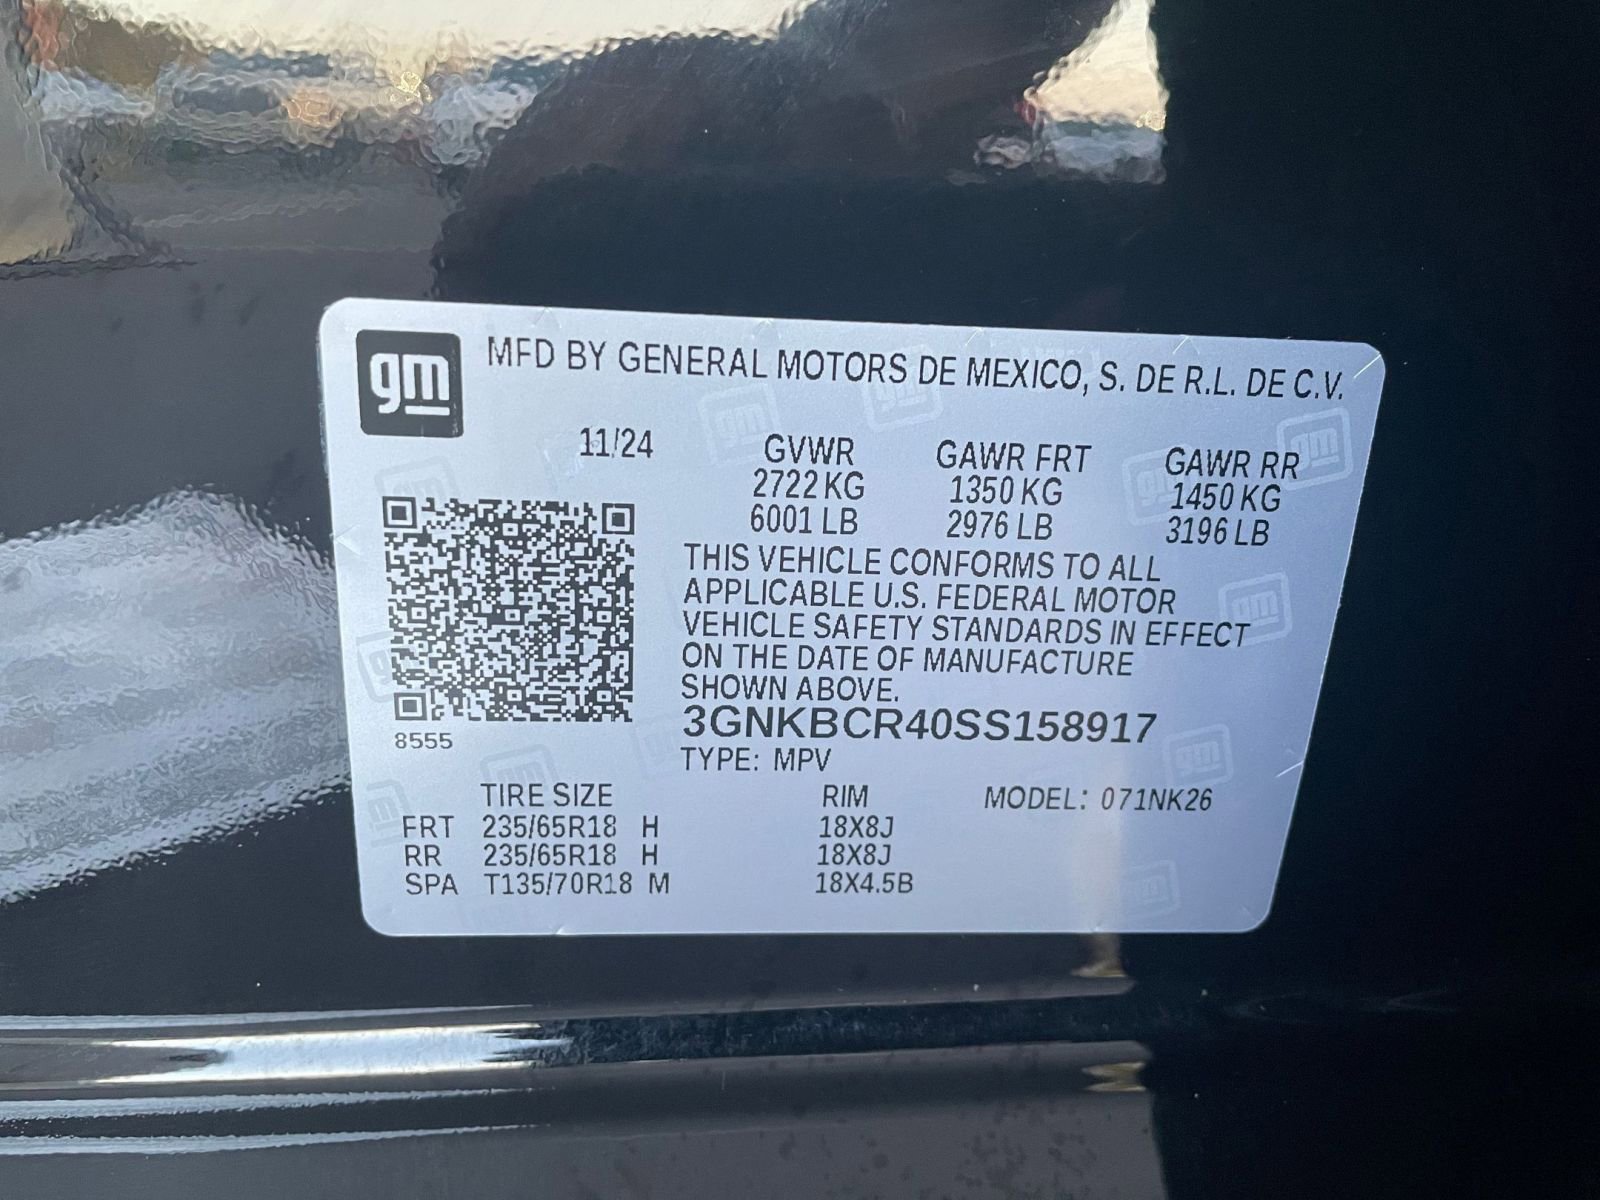 gm
MFD BY GENERAL MOTORS DE MEXICO, S. DE R.L. DE C.V.
11/24
GVWR GAWR FRT GAWR RR
2722 KG 1350 KG 1450 KG
6001 LB 2976 LB 3196 LB
THIS VEHICLE CONFORMS TO ALL
APPLICABLE U.S. FEDERAL MOTOR
VEHICLE SAFETY STANDARDS IN EFFECT
ON THE DATE OF MANUFACTURE
SHOWN ABOVE.
3GNKBCR40SS158917
8555
TYPE: MPV
TIRE SIZE RIM MODEL: 071NK26
FRT 235/65R18 H 18X8J
RR 235/65R18 H 18X8J
SPA T135/70R18 M 18X4.5B